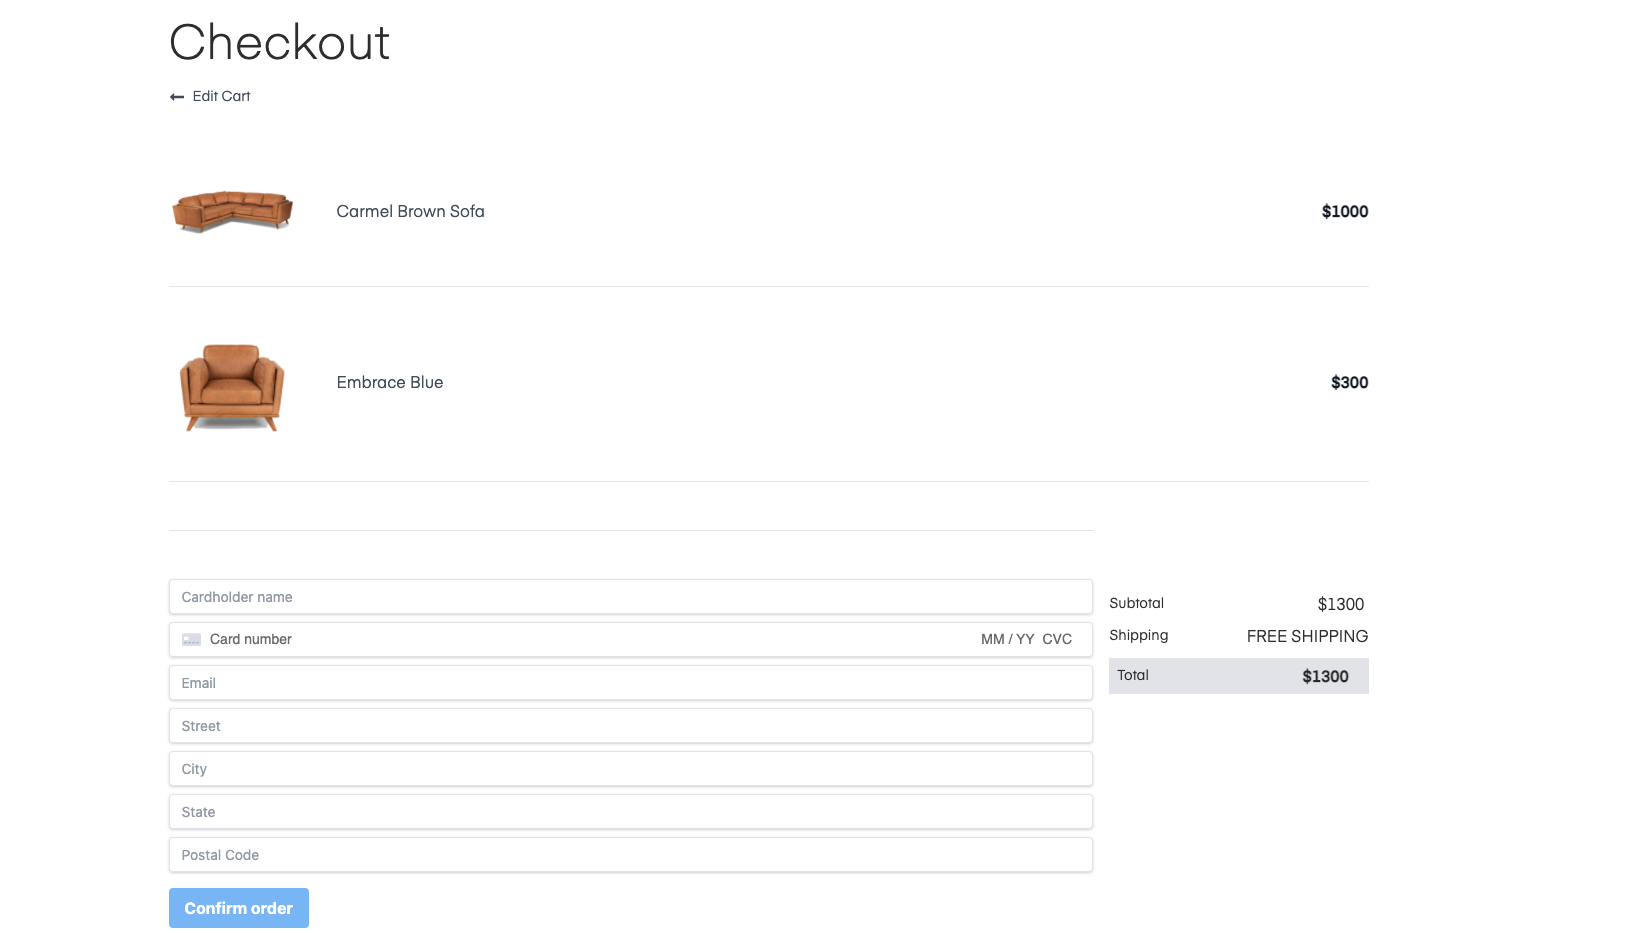 Checkout
Edit Cart
Carmel Brown Sofa $1000
Embrace Blue $300
Cardholder name
Card number MM / YY CVC
Email
Street
City
State
Postal Code
Confirm order
Subtotal $1300
Shipping FREE SHIPPING
Total $1300